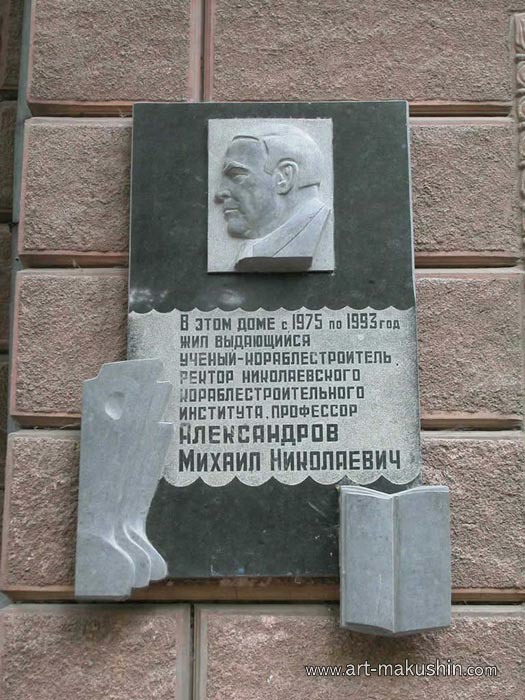 В ЭТОМ ДОМЕ с 1975 по 1993 год
ЖИЛ ВЫДАЮЩИЙСЯ
УЧЕНЫЙ-КОРАБЛЕСТРОИТЕЛЬ
РЕКТОР НИКОЛАЕВСКОГО
КОРАБЛЕСТРОИТЕЛЬНОГО
ИНСТИТУТА, ПРОФЕССОР
АЛЕКСАНДРОВ
МИХАИЛ НИКОЛАЕВИЧ
www.art-makushin.com